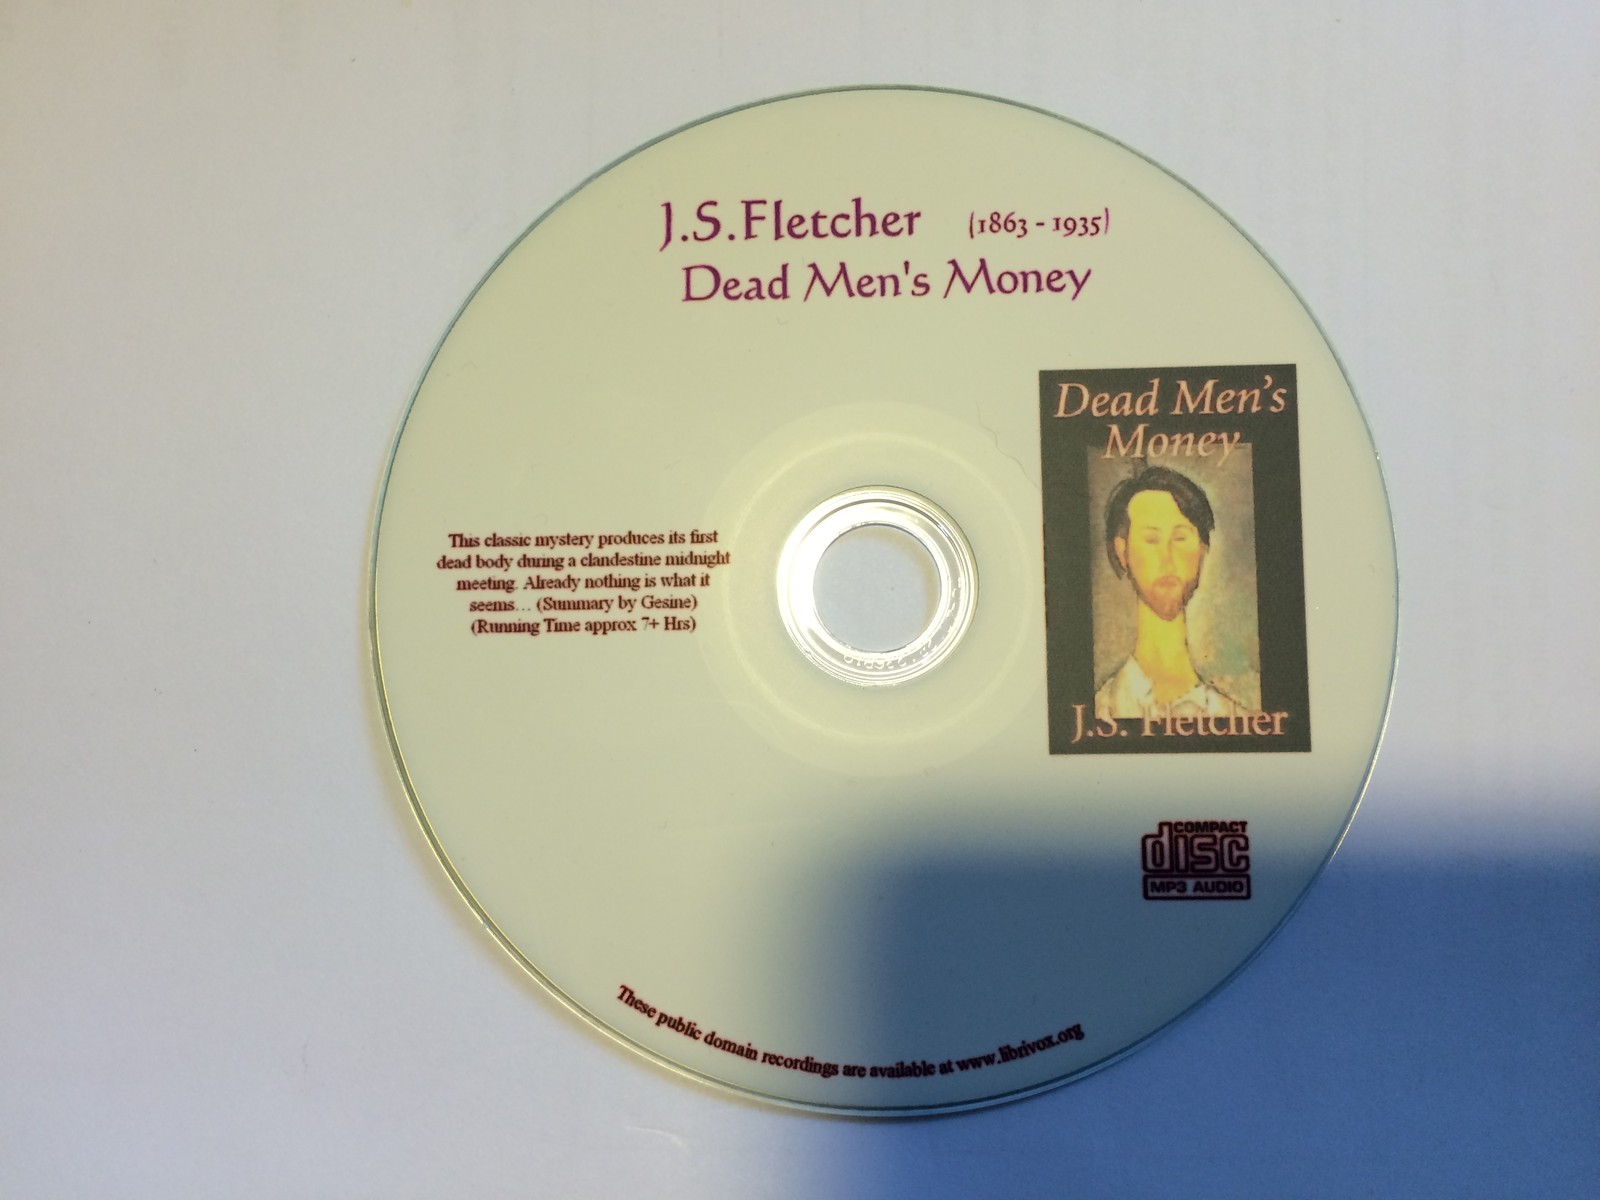 J.S.Fletcher (1863 - 1935)
Dead Men's Money
Dead Men's
Money
J.S. Fletcher
This classic mystery produces its first
dead body during a clandestine midnight
meeting. Already nothing is what it
seems... (Summary by Gesine)
(Running Time approx 7+ Hrs)
COMPACT
disc
MP3 AUDIO
These public domain recordings are available at www.librivox.org